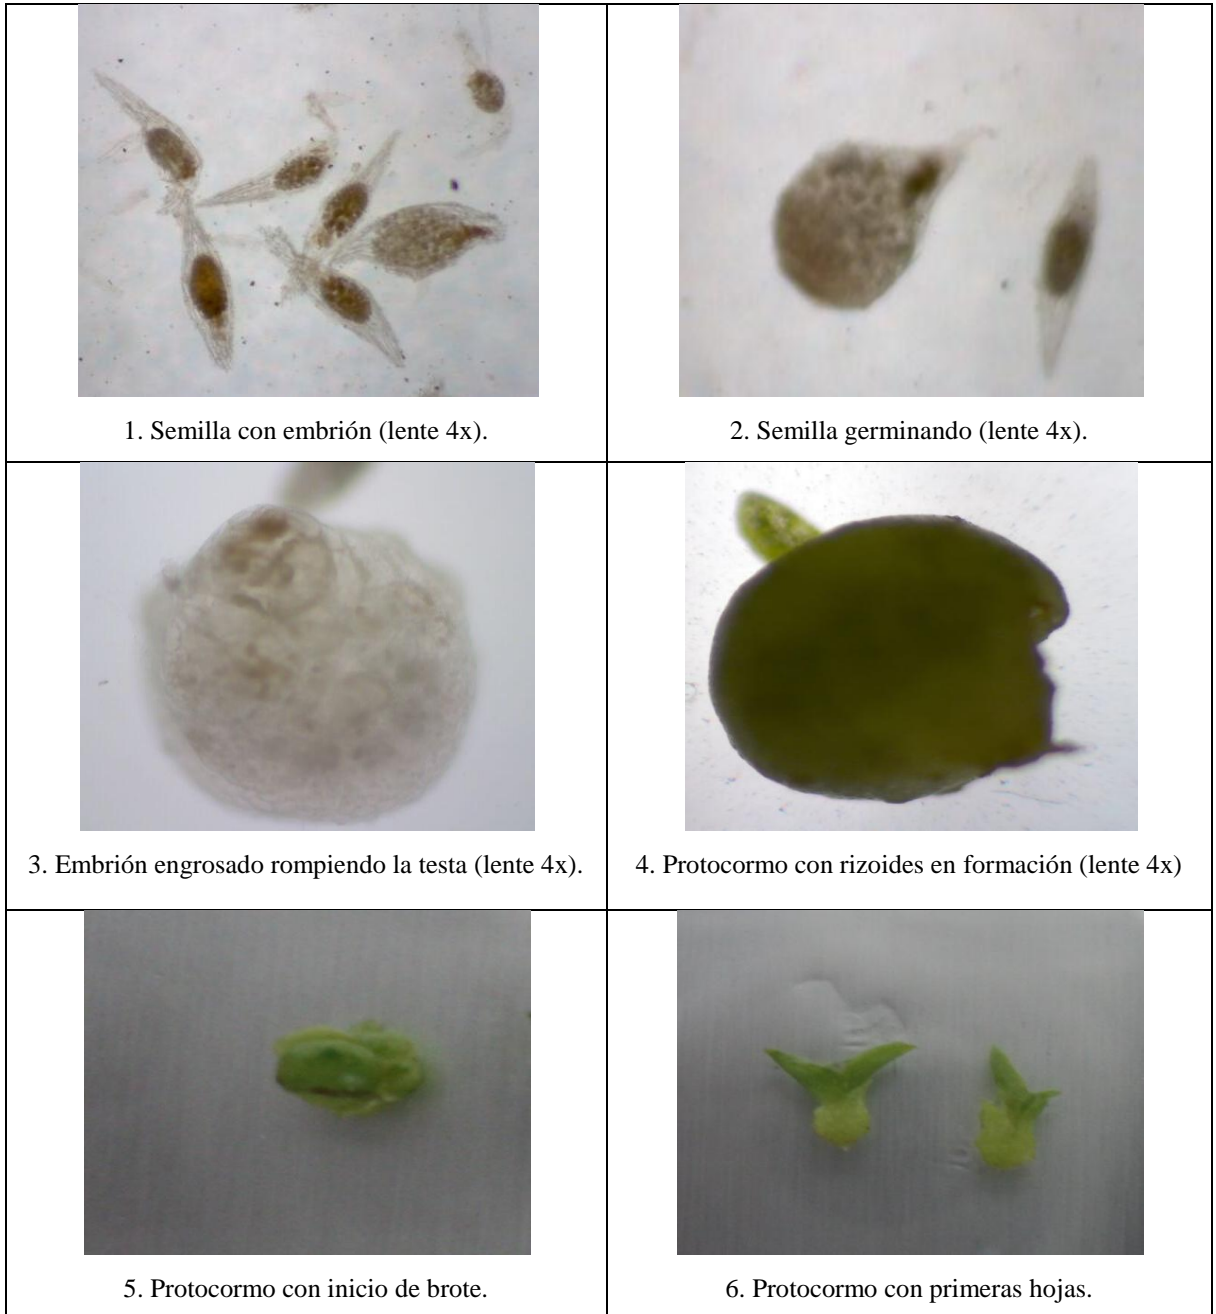 1. Semilla con embrión (lente 4x).
2. Semilla germinando (lente 4x).
3. Embrión engrosado rompiendo la testa (lente 4x).
4. Protocormo con rizoides en formación (lente 4x)
5. Protocormo con inicio de brote.
6. Protocormo con primeras hojas.